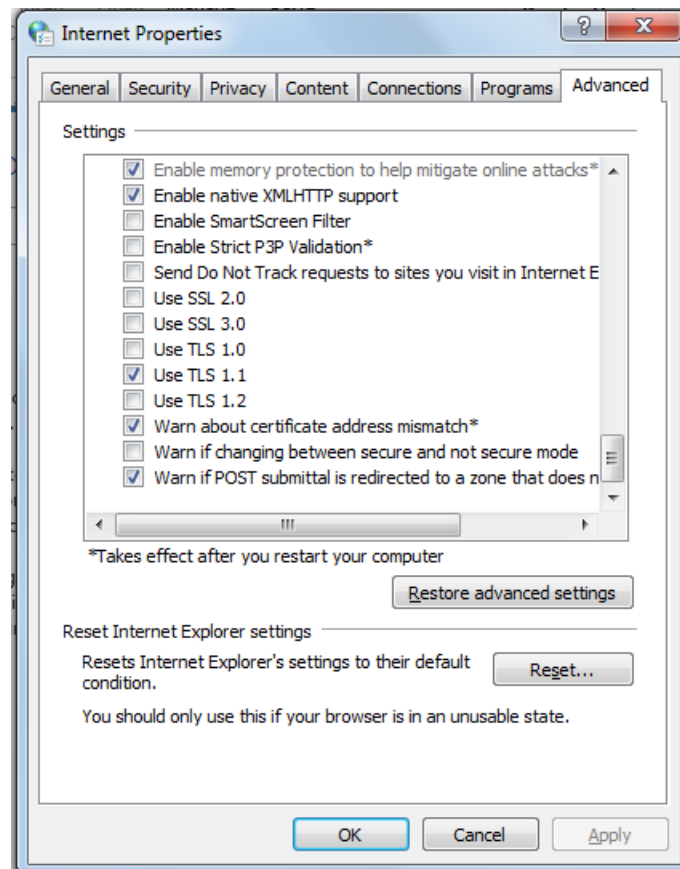 Internet Properties
General Security Privacy Content Connections Programs Advanced
Settings
Enable memory protection to help mitigate online attacks*
Enable native XMLHTTP support
Enable SmartScreen Filter
Enable Strict P3P Validation*
Send Do Not Track requests to sites you visit in Internet E
Use SSL 2.0
Use SSL 3.0
Use TLS 1.0
Use TLS 1.1
Use TLS 1.2
Warn about certificate address mismatch*
Warn if changing between secure and not secure mode
Warn if POST submittal is redirected to a zone that does n
*Takes effect after you restart your computer
Restore advanced settings
Reset Internet Explorer settings
Resets Internet Explorer's settings to their default
condition.
Reset...
You should only use this if your browser is in an unusable state.
OK Cancel Apply